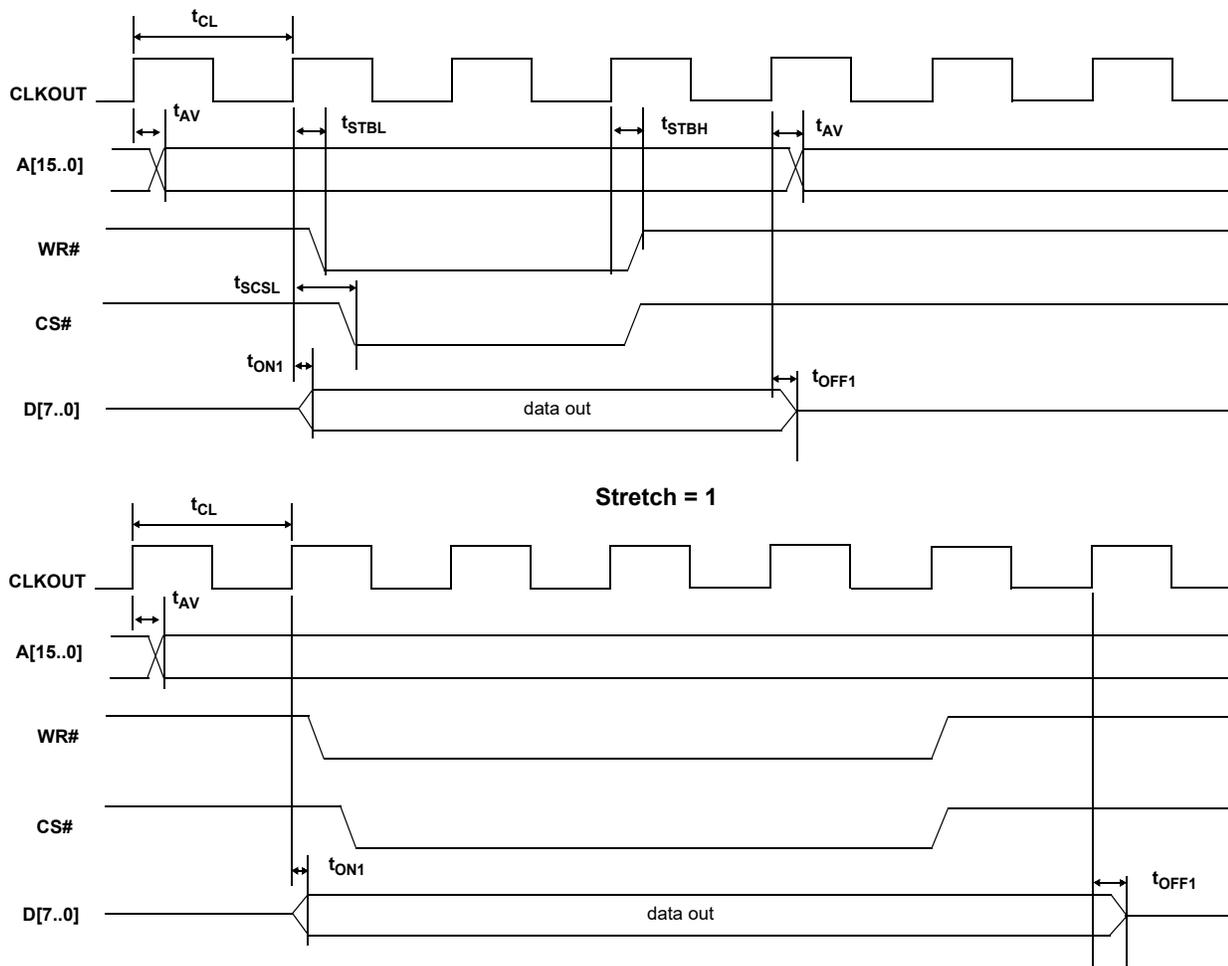 tCL
CLKOUT
tAV
tSTBL
tSTBH
tAV
A[15..0]
WR#
tSCSL
CS#
tON1
tOFF1
D[7..0]
data out
Stretch = 1
tCL
CLKOUT
tAV
A[15..0]
WR#
CS#
tON1
tOFF1
D[7..0]
data out